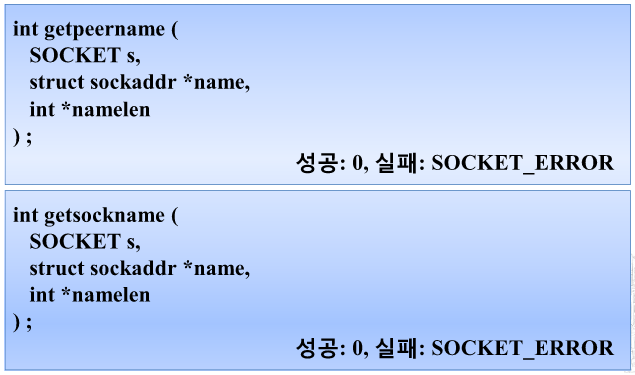 int getpeername (
SOCKET s,
struct sockaddr *name,
int *namelen
) ;
성공: 0, 실패: SOCKET_ERROR
int getsockname (
SOCKET s,
struct sockaddr *name,
int *namelen
) ;
성공: 0, 실패: SOCKET_ERROR